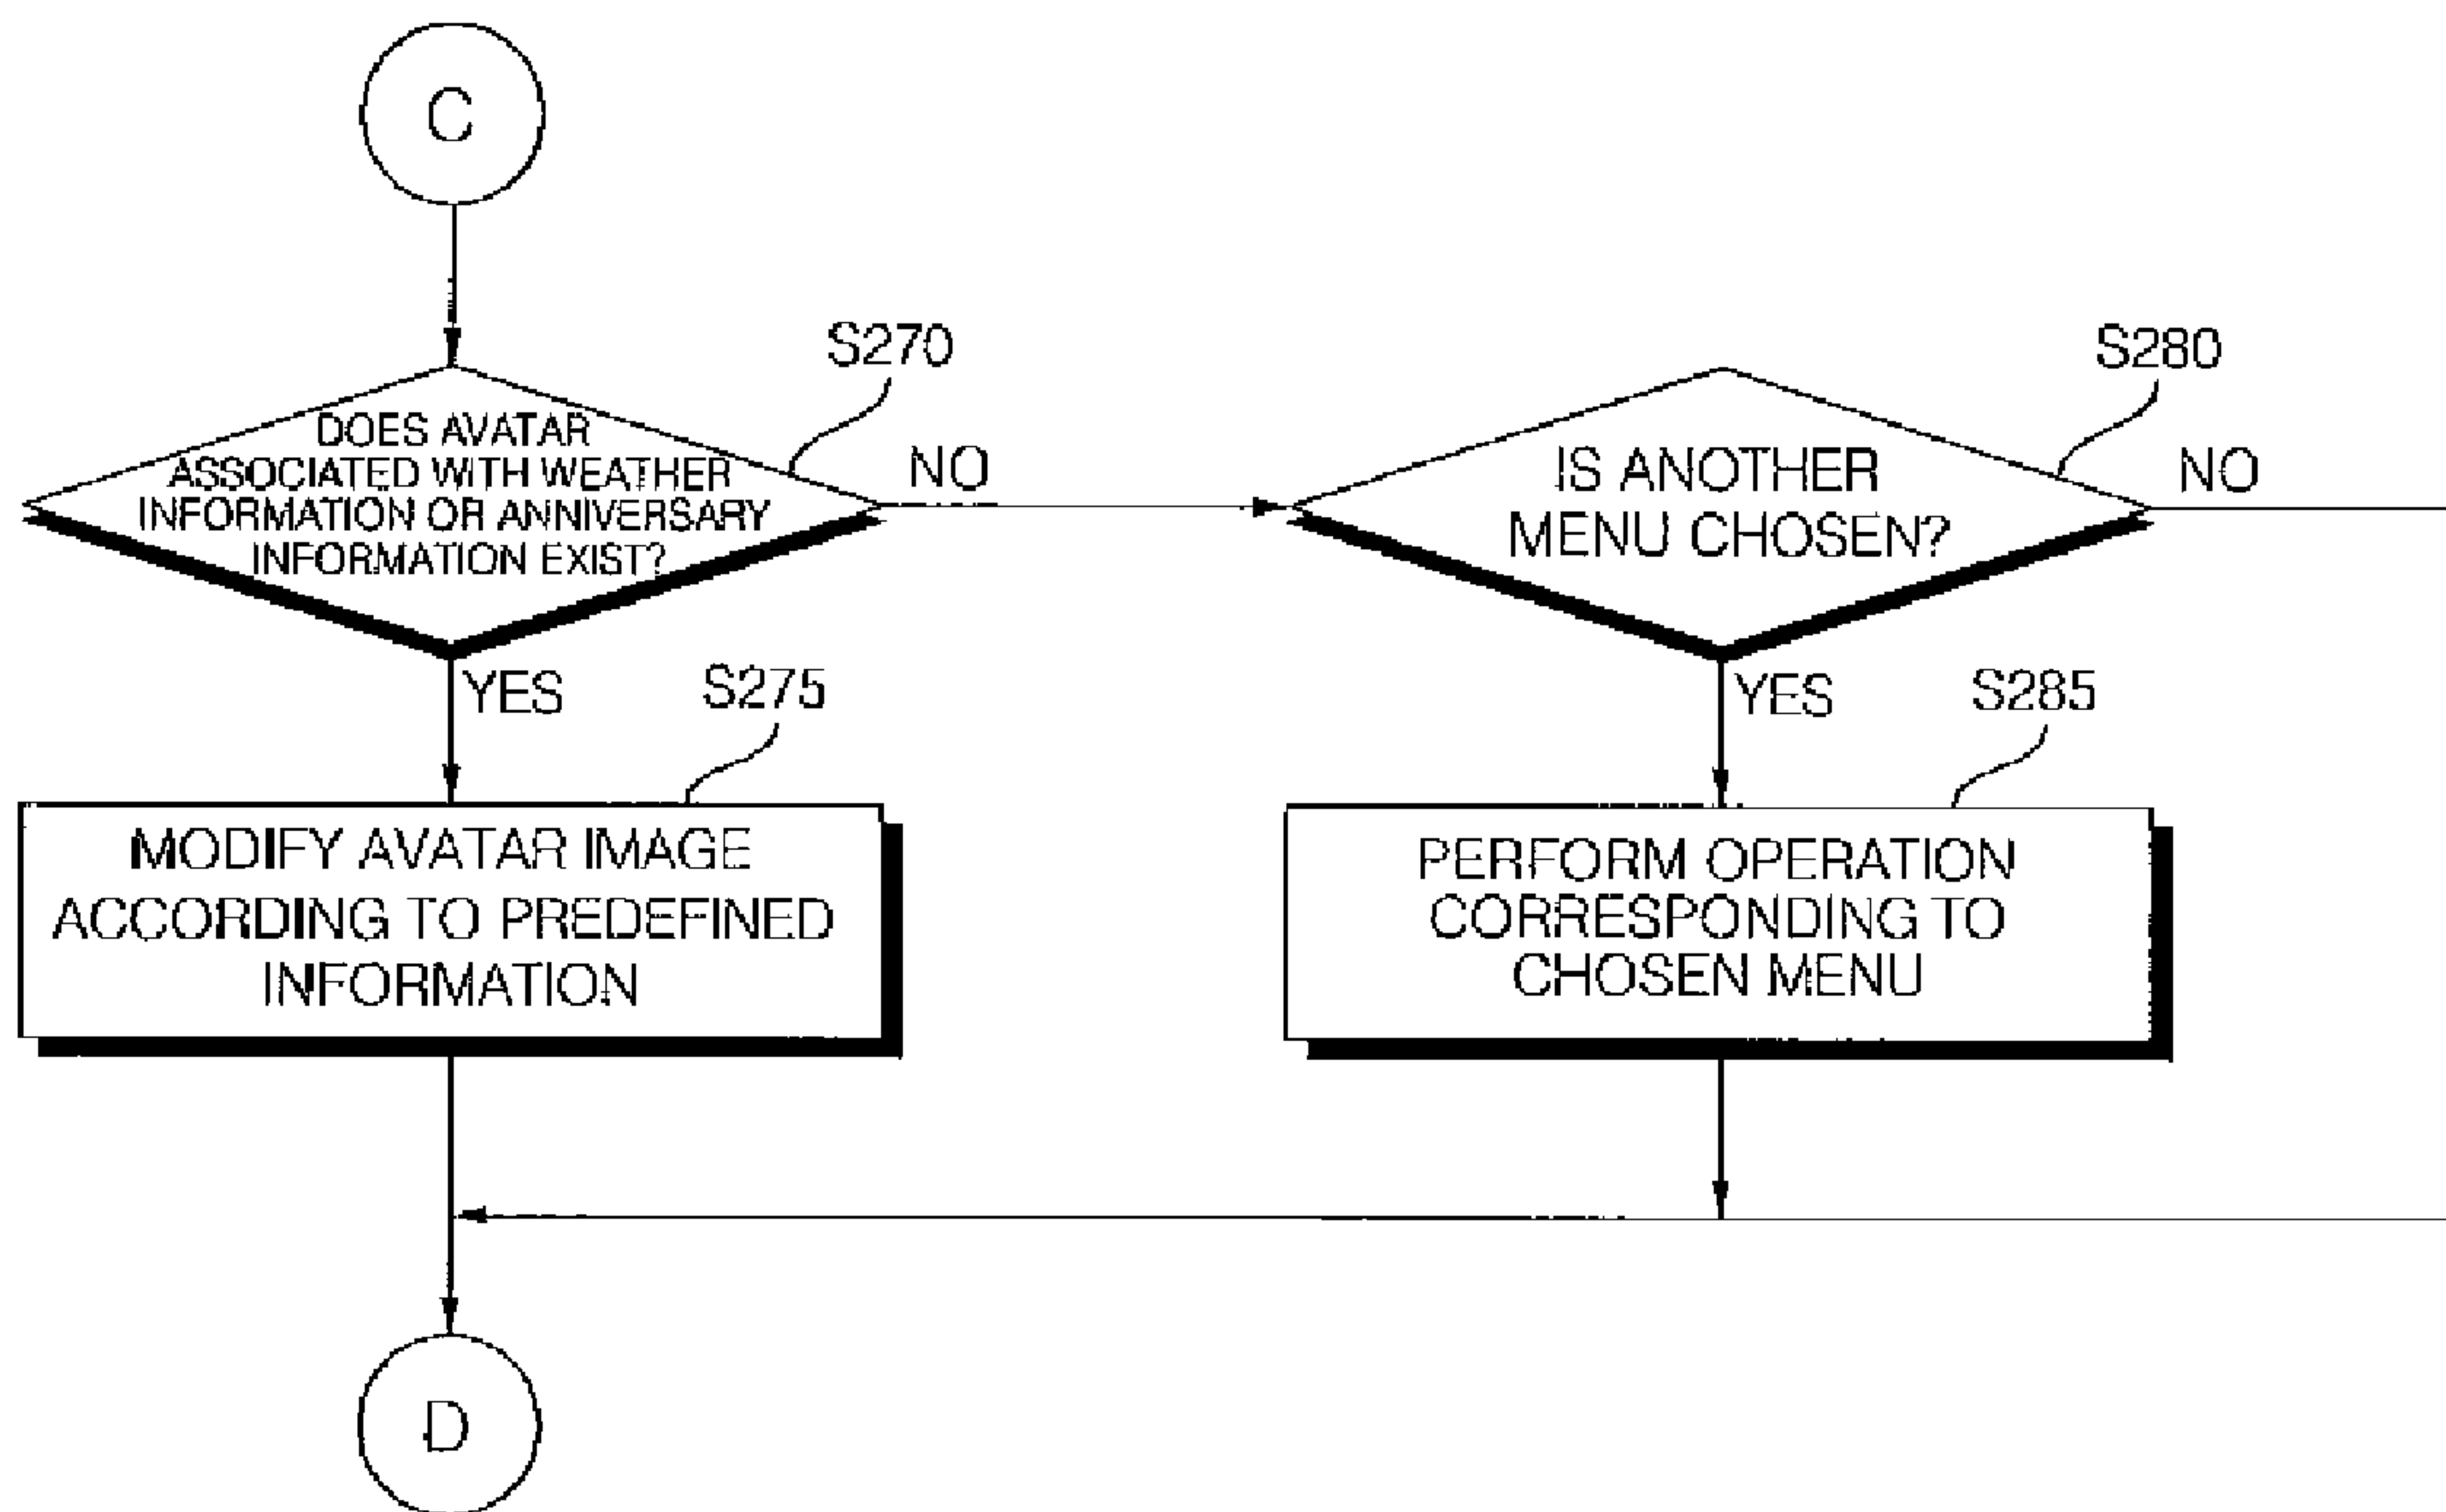 C
S270
DOES AVATAR
ASSOCIATED WITH WEATHER
INFORMATION OR ANNIVERSARY
INFORMATION EXIST?
NO
S280
IS ANOTHER
MENU CHOSEN?
NO
YES
S275
MODIFY AVATAR IMAGE
ACCORDING TO PREDEFINED
INFORMATION
YES
S285
PERFORM OPERATION
CORRESPONDING TO
CHOSEN MENU
D